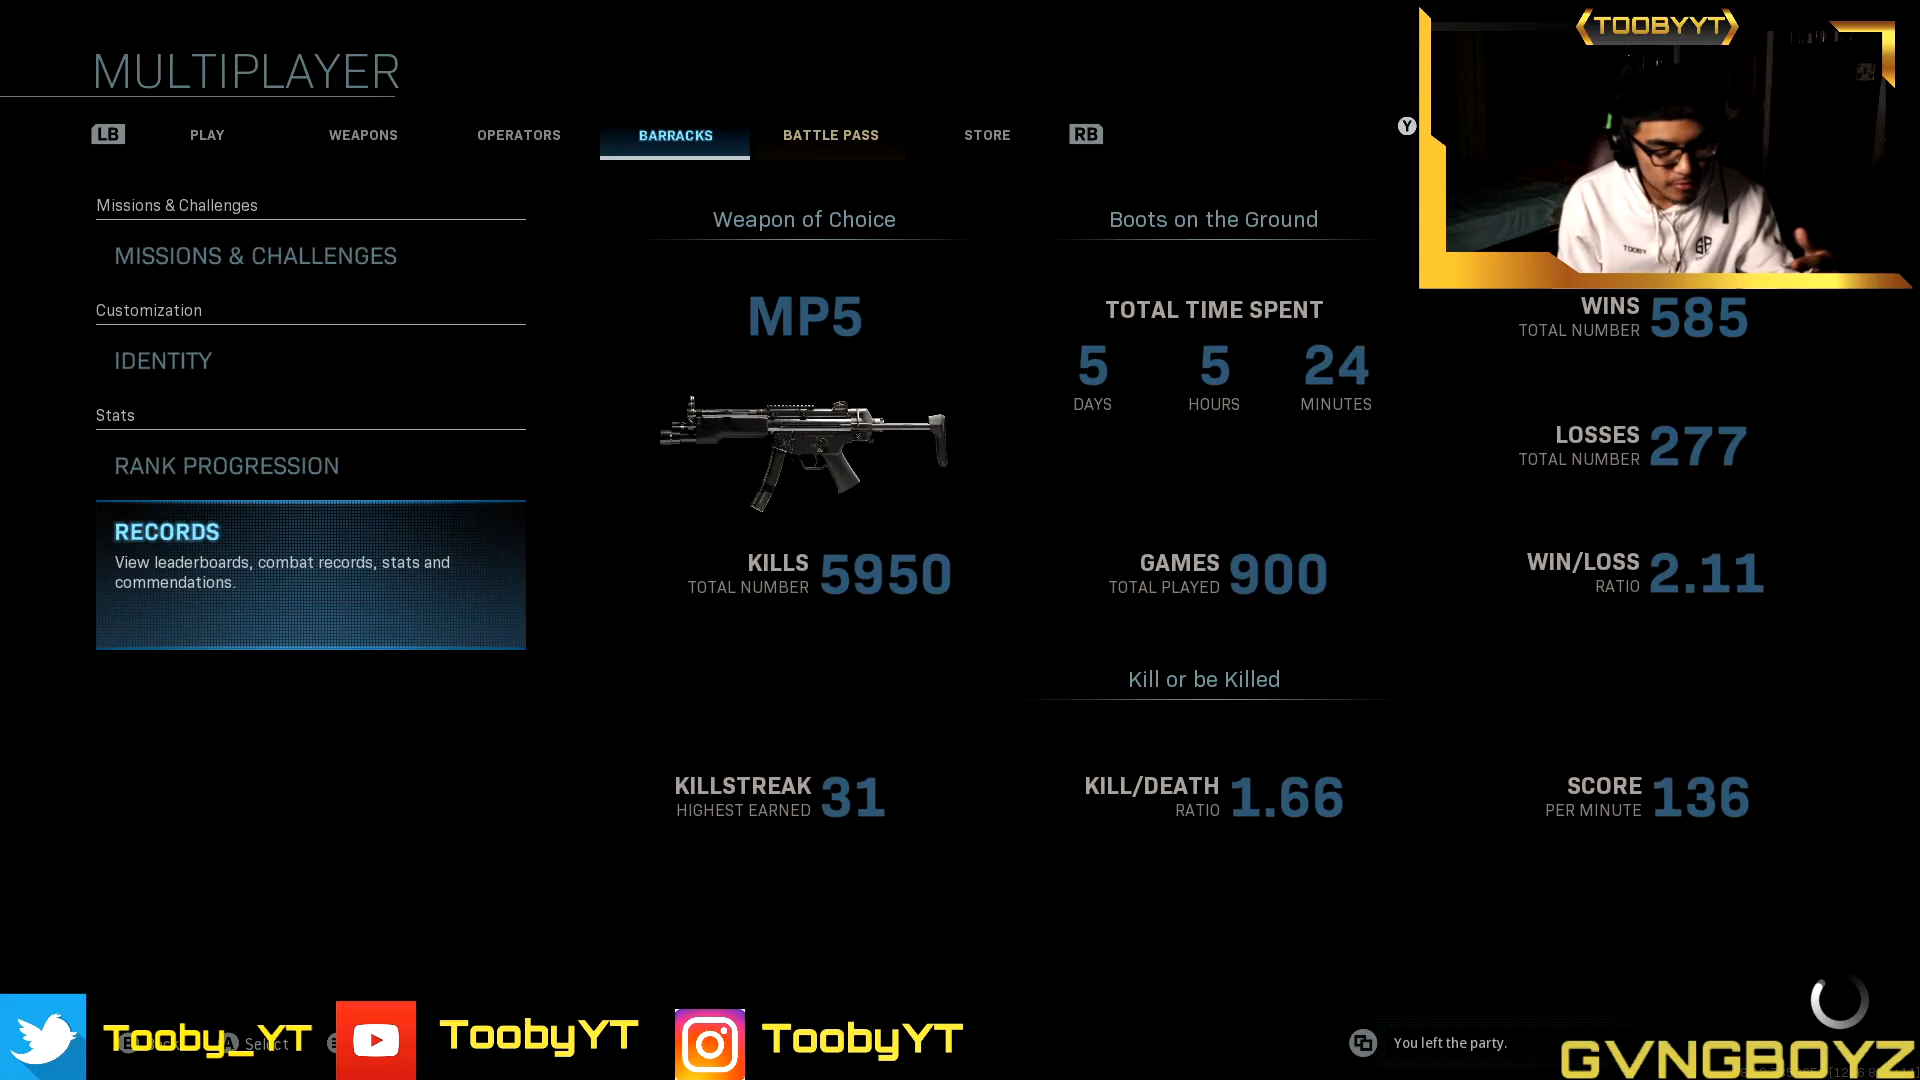 MULTIPLAYER
LB PLAY WEAPONS OPERATORS BARRACKS BATTLE PASS STORE RB Y
TOOBYYT
TOOBY
Missions & Challenges
MISSIONS & CHALLENGES
Customization
IDENTITY
Stats
RANK PROGRESSION
RECORDS
View leaderboards, combat records, stats and
commendations.
Weapon of Choice
MP5
KILLS 5950
TOTAL NUMBER
Boots on the Ground
TOTAL TIME SPENT
5 5 24
DAYS HOURS MINUTES
GAMES 900
TOTAL PLAYED
WINS 585
TOTAL NUMBER
LOSSES 277
TOTAL NUMBER
WIN/LOSS 2.11
RATIO
Kill or be Killed
KILLSTREAK 31
HIGHEST EARNED
KILL/DEATH 1.66
RATIO
SCORE 136
PER MINUTE
Tooby_YT
Select
ToobyYT
ToobyYT
You left the party.
GVNGBOYZ